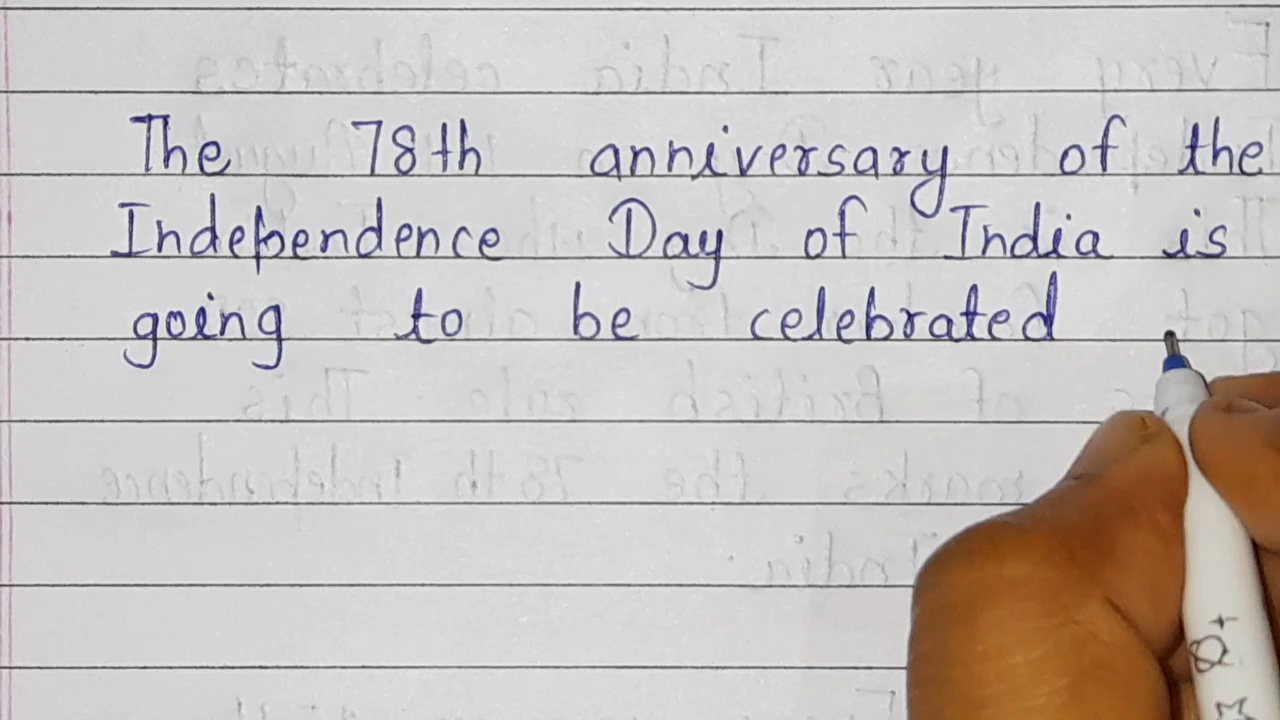 The 78th anniversary of the
Independence Day of India is
going to be celebrated